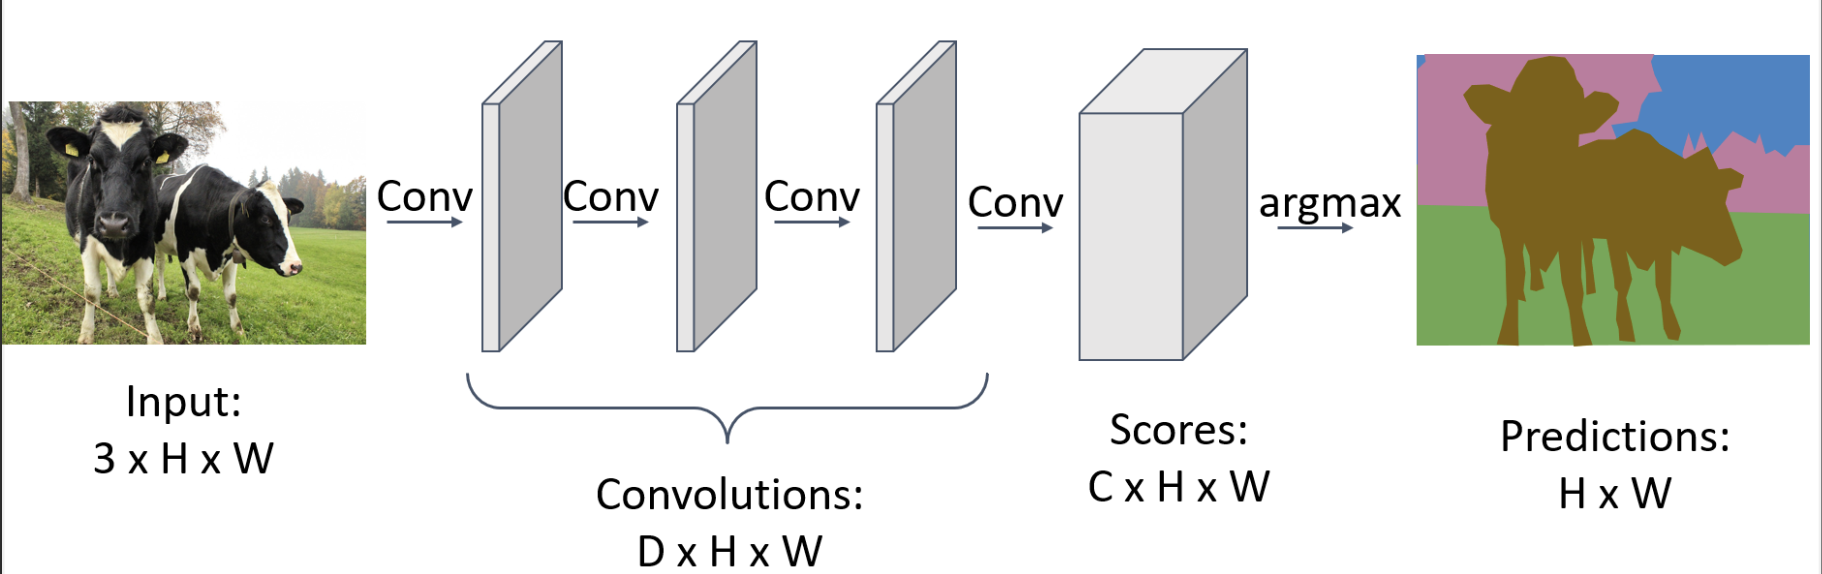 Conv
Conv
Conv
Conv
argmax
Input:
3 x H x W
Convolutions:
D x H x W
Scores:
C x H x W
Predictions:
H x W